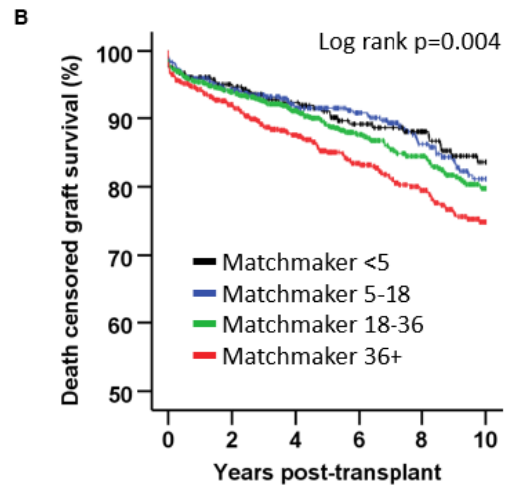 B
Log rank p=0.004
Death censored graft survival (%)
100
90
80
70
60
50
Matchmaker <5
Matchmaker 5-18
Matchmaker 18-36
Matchmaker 36+
0 2 4 6 8 10
Years post-transplant